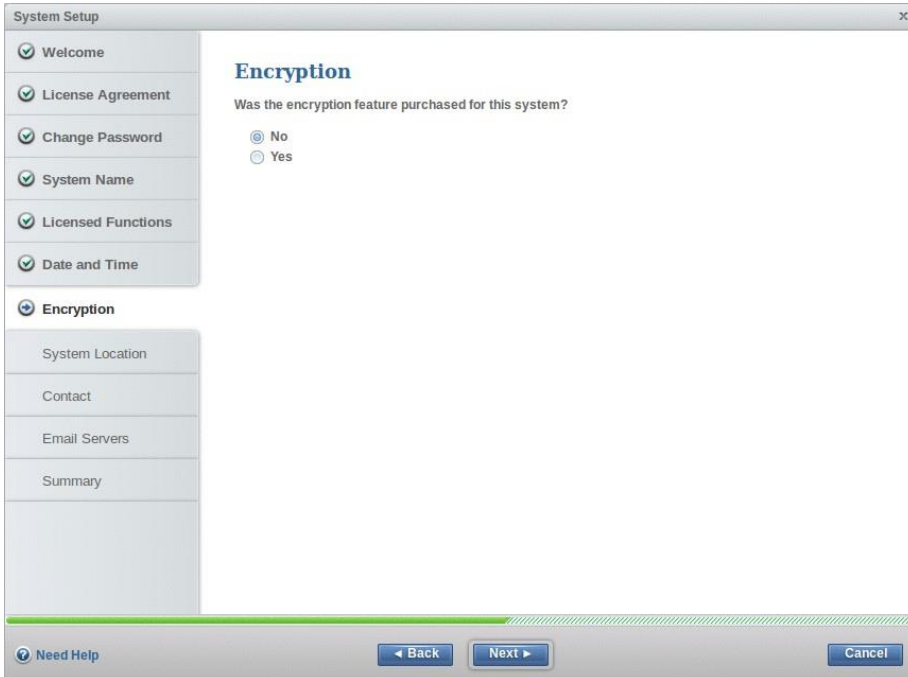 System Setup
x
Welcome
License Agreement
Change Password
System Name
Licensed Functions
Date and Time
Encryption
System Location
Contact
Email Servers
Summary
Encryption
Was the encryption feature purchased for this system?
No
Yes
Need Help
◄ Back
Next ►
Cancel